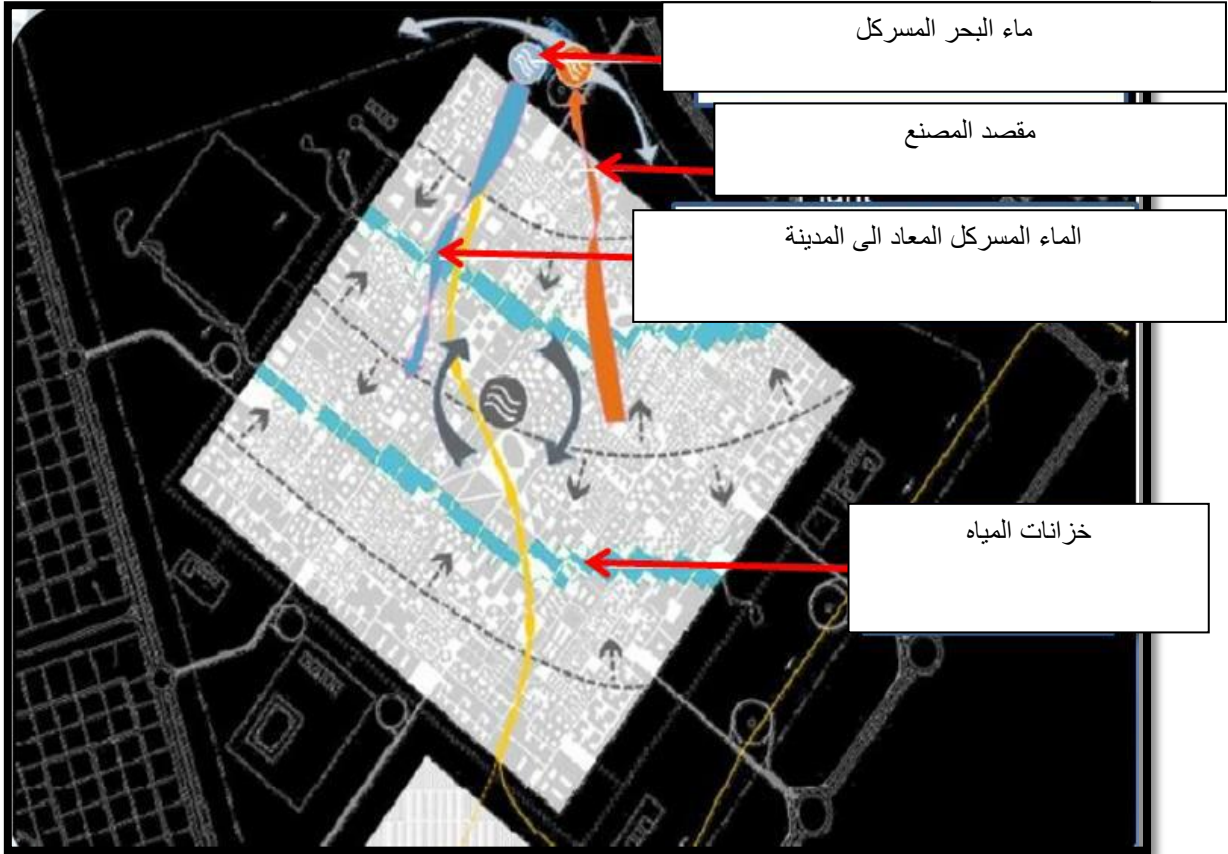 ماء البحر المسركل
مقصد المصنع
الماء المسركل المعاد الى المدينة
خزانات المياه